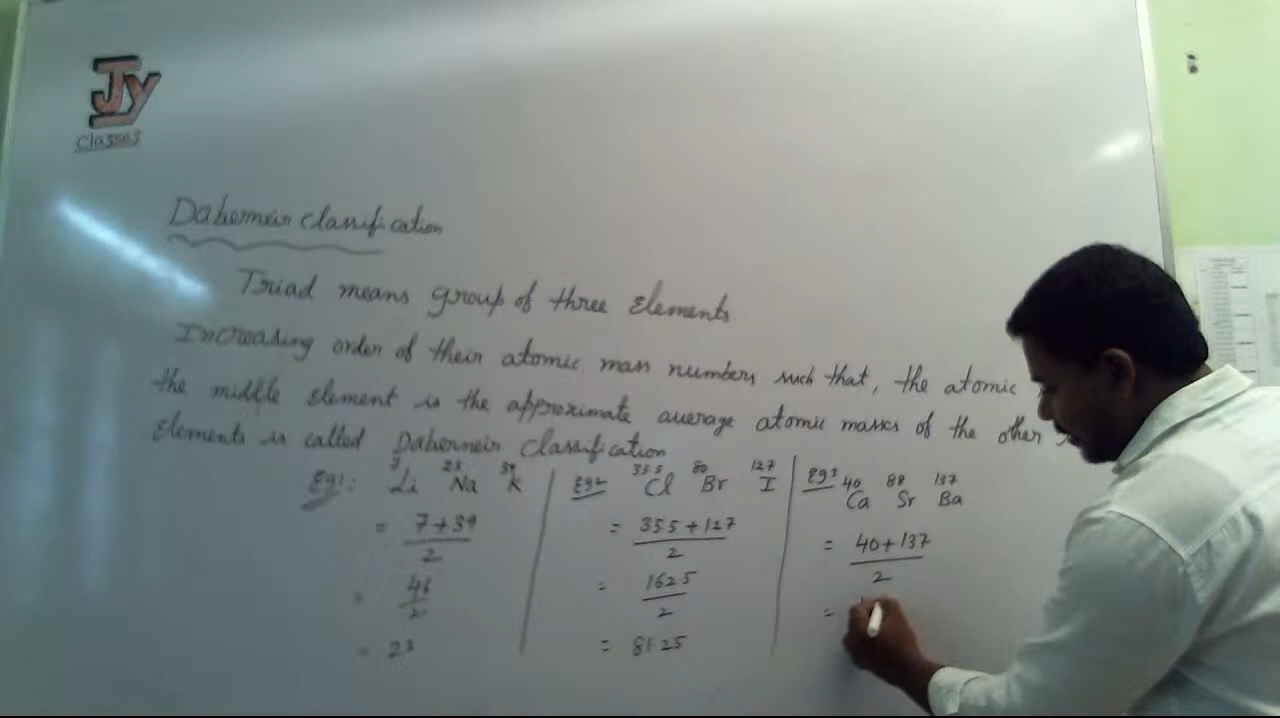 Jy
Classes
Daberneir classification
Triad means group of three Elements
Increasing order of their atomic mass numbers such that, the atomic
the middle element is the approximate average atomic masses of the other
Elements is called Daberneir Classification
Eg1: 7 Li 23 Na 39 K
= 7+39 / 2
= 46 / 2
= 23
Eg2 35.5 Cl 80 Br 127 I
= 35.5+127 / 2
= 162.5 / 2
= 81.25
Eg3 40 Ca 88 Sr 137 Ba
= 40+137 / 2
=